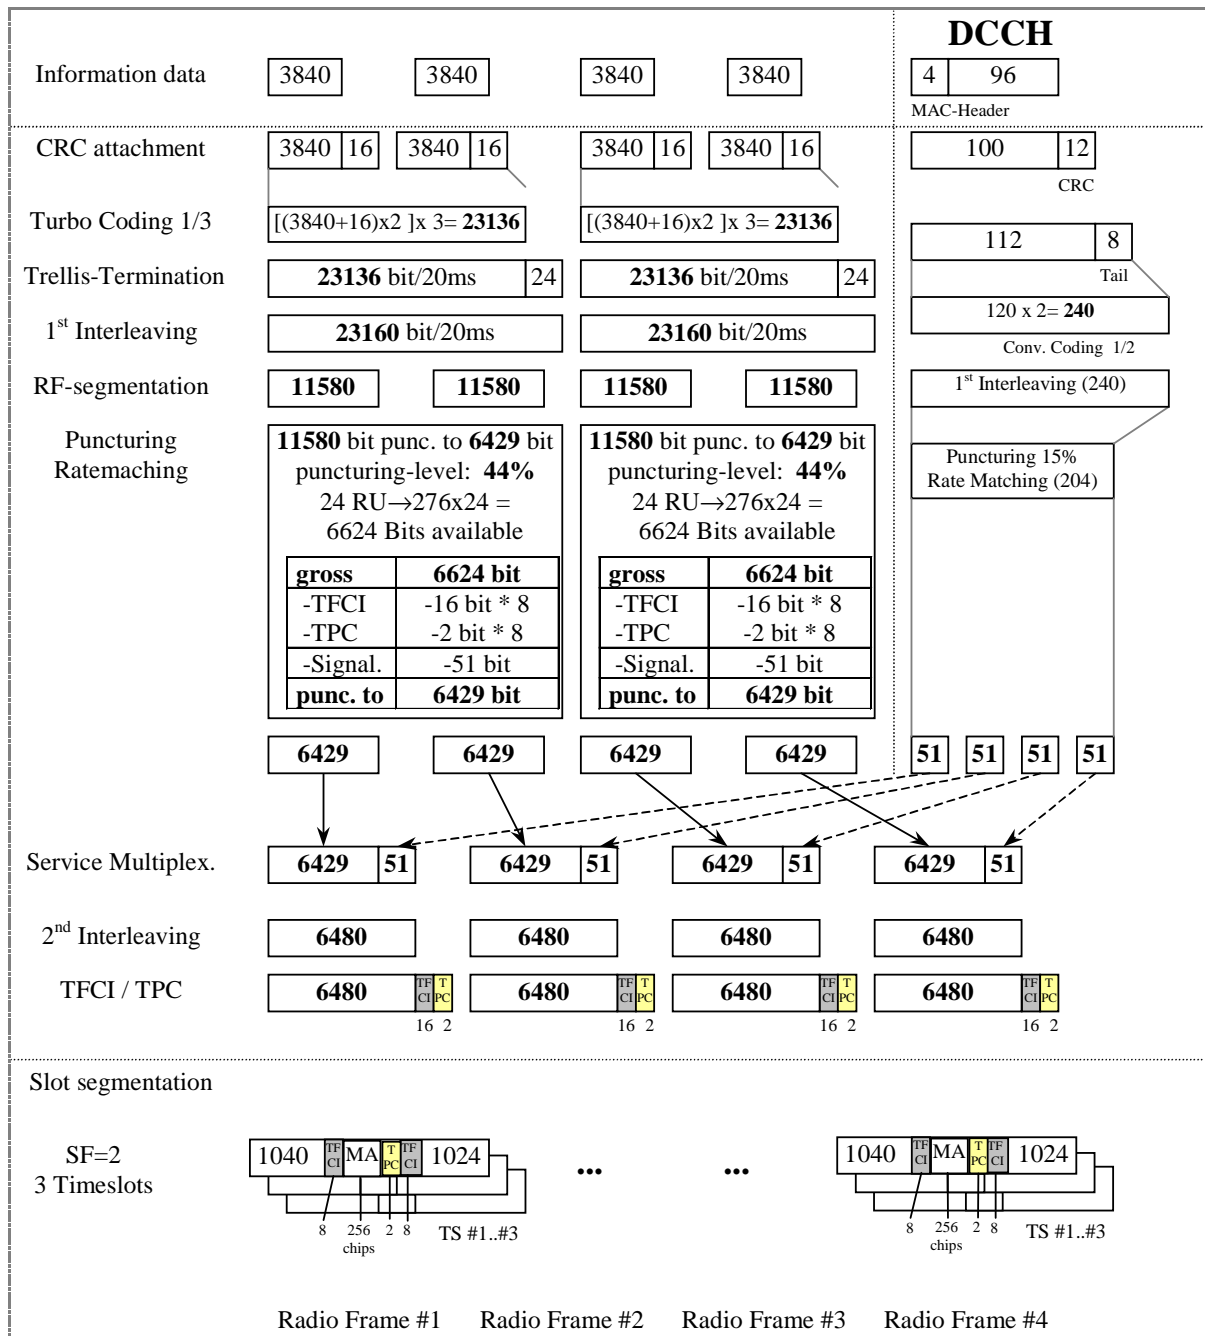 DCCH
Information data 3840 3840 3840 3840 4 96
MAC-Header
CRC attachment 3840 16 3840 16 3840 16 3840 16 100 12
CRC
Turbo Coding 1/3 [(3840+16)x2 ]x 3= 23136 [(3840+16)x2 ]x 3= 23136
112 8
Trellis-Termination 23136 bit/20ms 24 23136 bit/20ms 24
Tail
120 x 2= 240
1st Interleaving 23160 bit/20ms 23160 bit/20ms
Conv. Coding 1/2
RF-segmentation 11580 11580 11580 11580 1st Interleaving (240)
Puncturing 11580 bit punc. to 6429 bit 11580 bit punc. to 6429 bit
Ratemaching puncturing-level: 44% puncturing-level: 44%
Puncturing 15%
Rate Matching (204)
24 RU→276x24 = 24 RU→276x24 =
6624 Bits available 6624 Bits available
gross 6624 bit gross 6624 bit
-TFCI -16 bit * 8 -TFCI -16 bit * 8
-TPC -2 bit * 8 -TPC -2 bit * 8
-Signal. -51 bit -Signal. -51 bit
punc. to 6429 bit punc. to 6429 bit
6429 6429 6429 6429 51 51 51 51
Service Multiplex. 6429 51 6429 51 6429 51 6429 51
2nd Interleaving 6480 6480 6480 6480
TFCI / TPC 6480 TF CI T PC 6480 TF CI T PC 6480 TF CI T PC 6480 TF CI T PC
16 2 16 2 16 2 16 2
Slot segmentation
SF=2
3 Timeslots
1040 TF CI MA T PC TF CI 1024 ... ... 1040 TF CI MA T PC TF CI 1024
8 256 2 8 TS #1..#3 8 256 2 8 TS #1..#3
chips chips
Radio Frame #1 Radio Frame #2 Radio Frame #3 Radio Frame #4